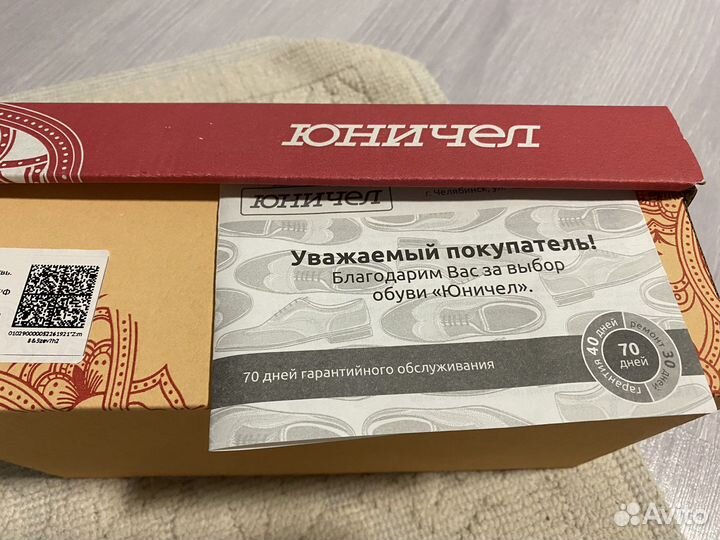 ЮНИЧЕЛ
ЮНИЧЕЛ
г. Челябинск, ул.
Уважаемый покупатель!
Благодарим Вас за выбор
обуви «Юничел».
70 дней гарантийного обслуживания
40 дней
гарантия
70
дней
ремонт
30 дней
Avito